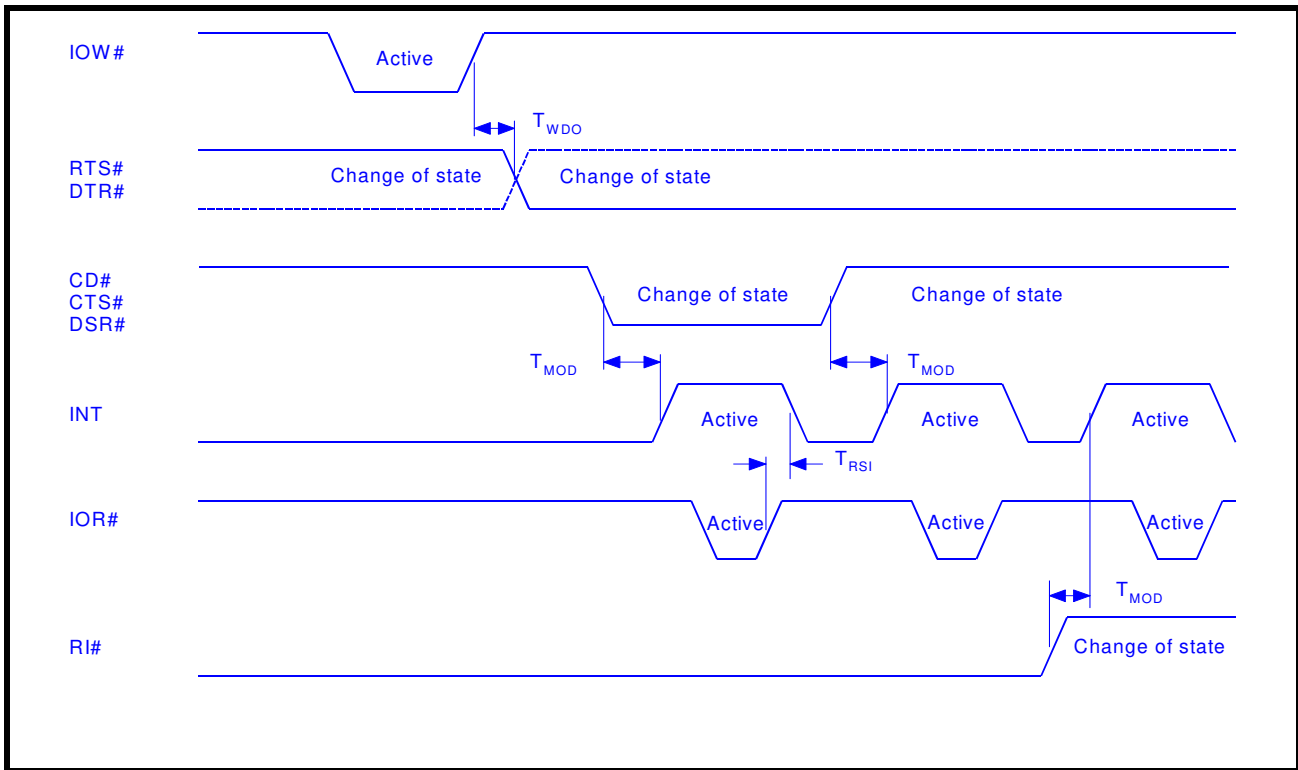 IOW#
Active
TWDO
RTS#
DTR#
Change of state
Change of state
CD#
CTS#
DSR#
Change of state
Change of state
TMOD
TMOD
INT
Active
Active
Active
TRSI
IOR#
Active
Active
Active
TMOD
RI#
Change of state